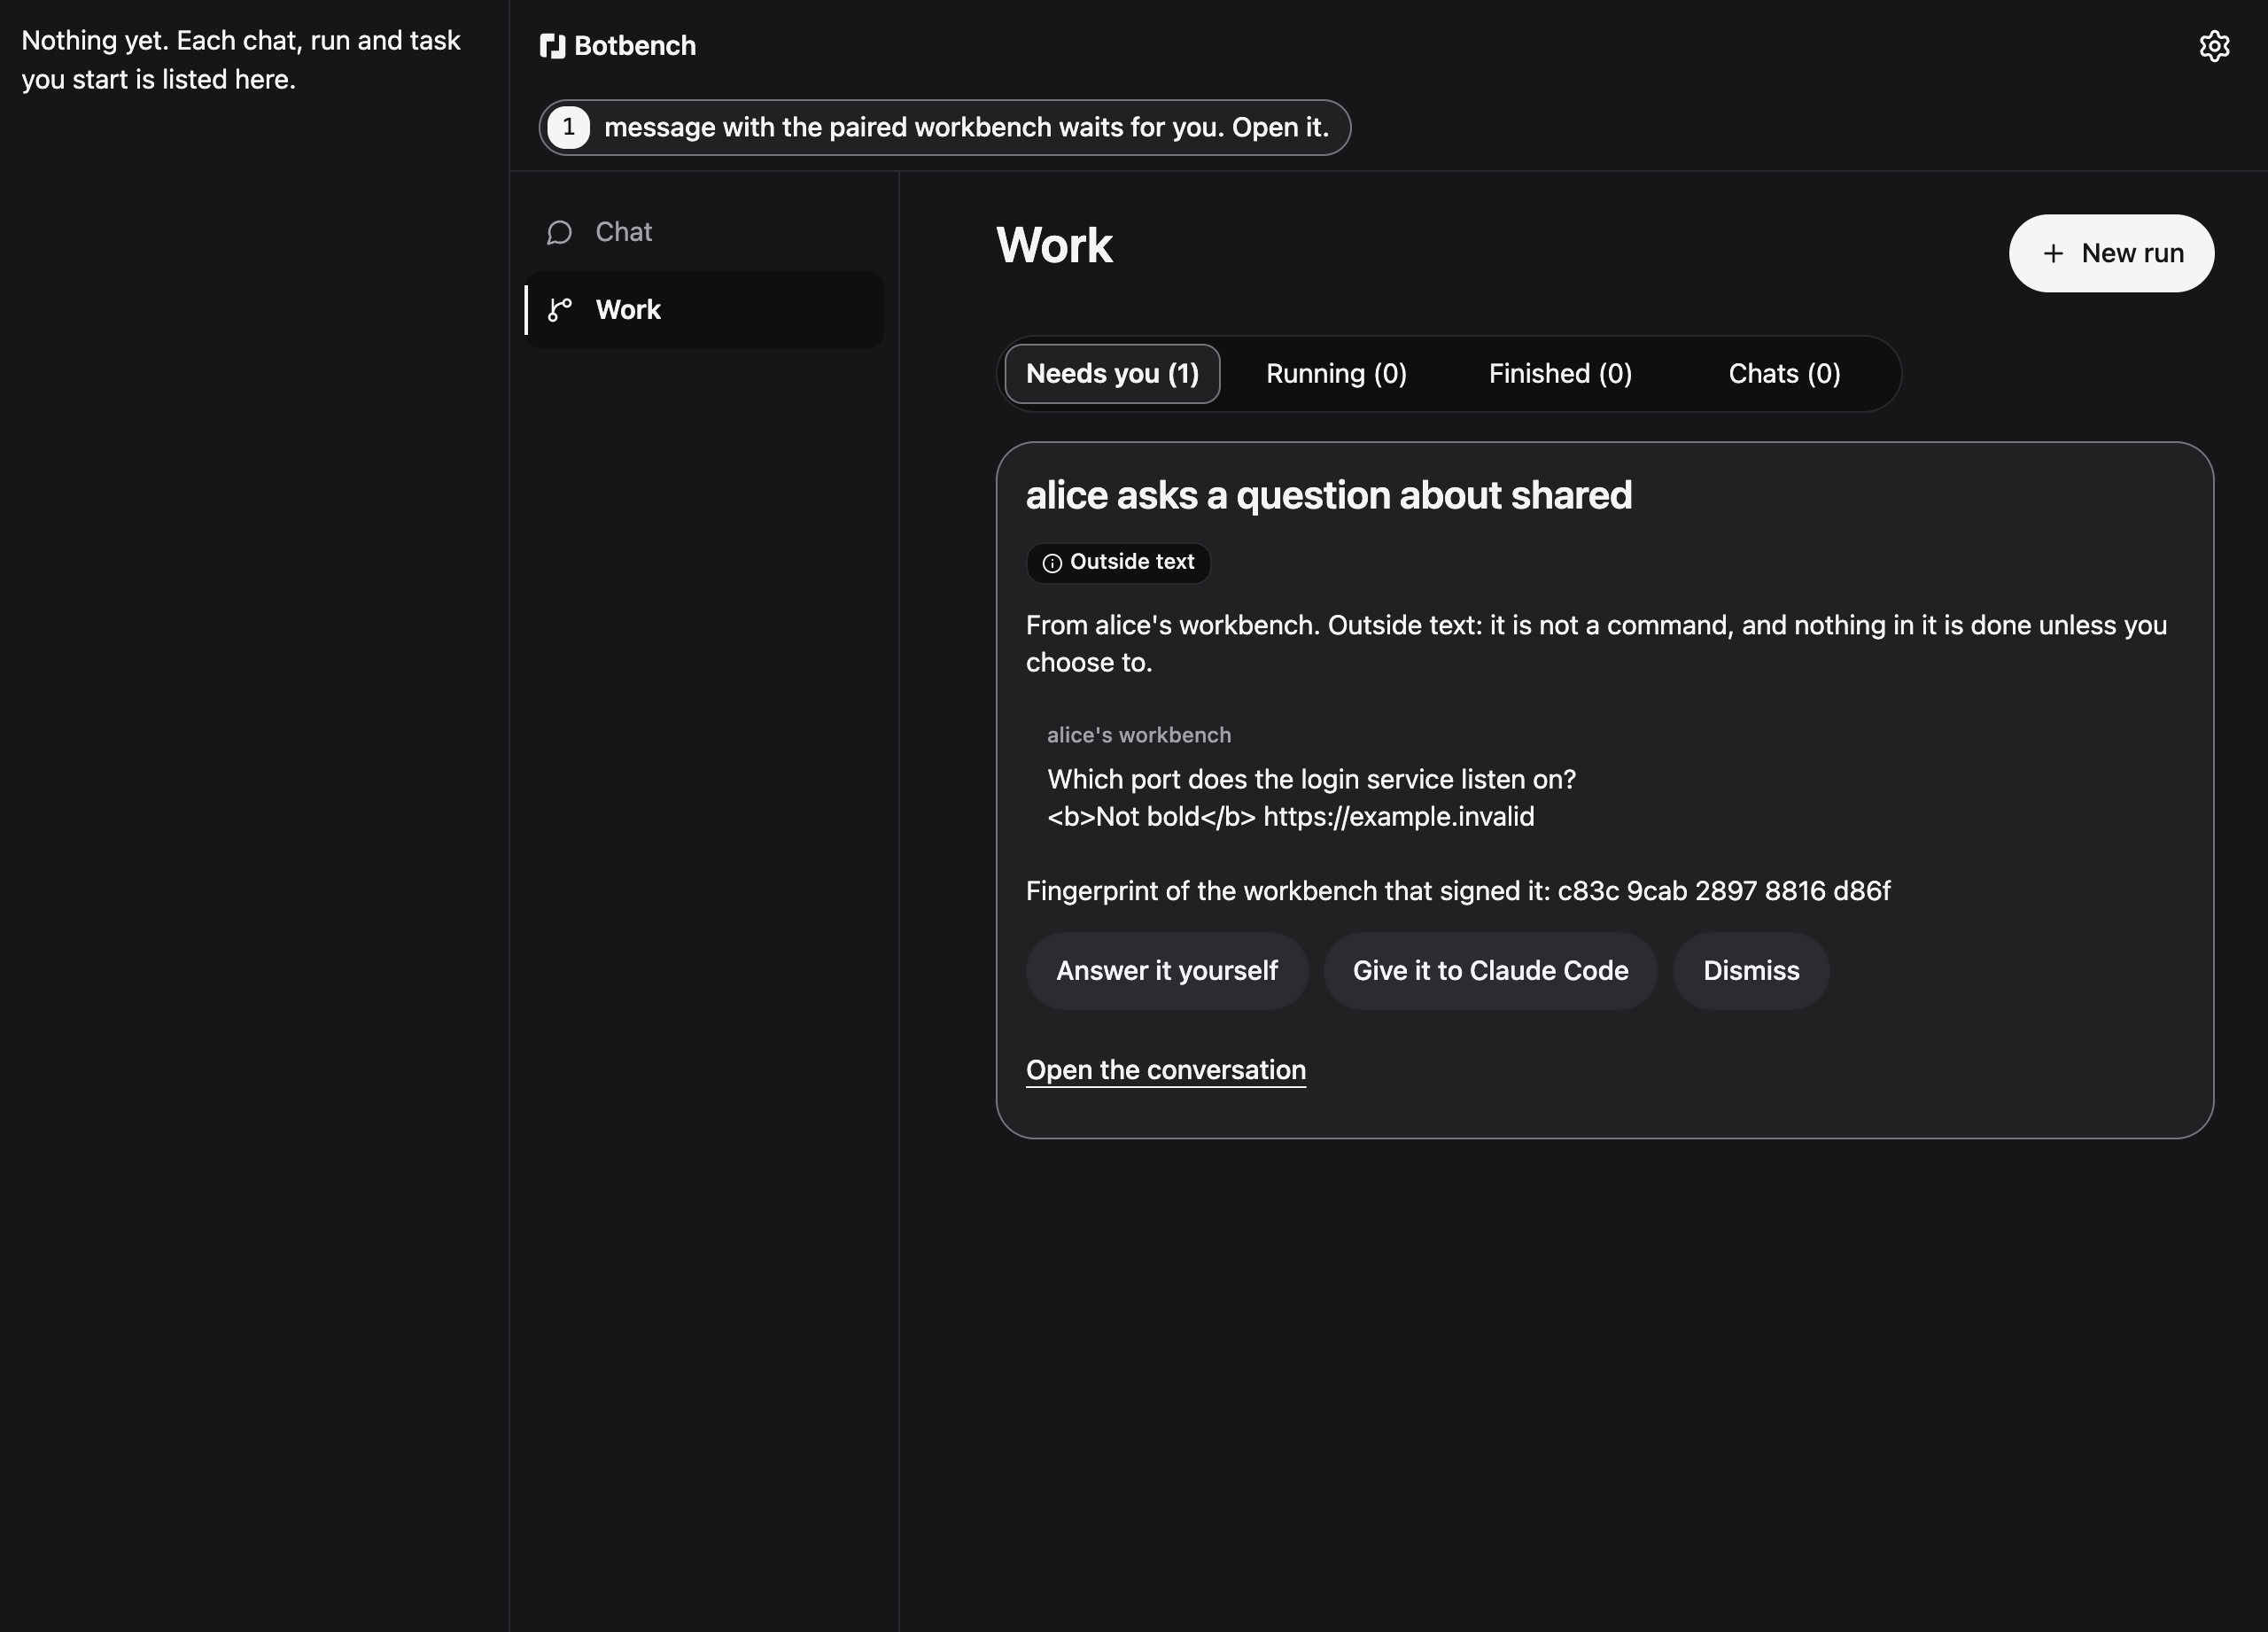 Nothing yet. Each chat, run and task
you start is listed here.
Botbench
1 message with the paired workbench waits for you. Open it.
Chat
Work
Work
+ New run
Needs you (1)
Running (0)
Finished (0)
Chats (0)
alice asks a question about shared
Outside text
From alice's workbench. Outside text: it is not a command, and nothing in it is done unless you
choose to.
alice's workbench
Which port does the login service listen on?
<b>Not bold</b> https://example.invalid
Fingerprint of the workbench that signed it: c83c 9cab 2897 8816 d86f
Answer it yourself
Give it to Claude Code
Dismiss
Open the conversation